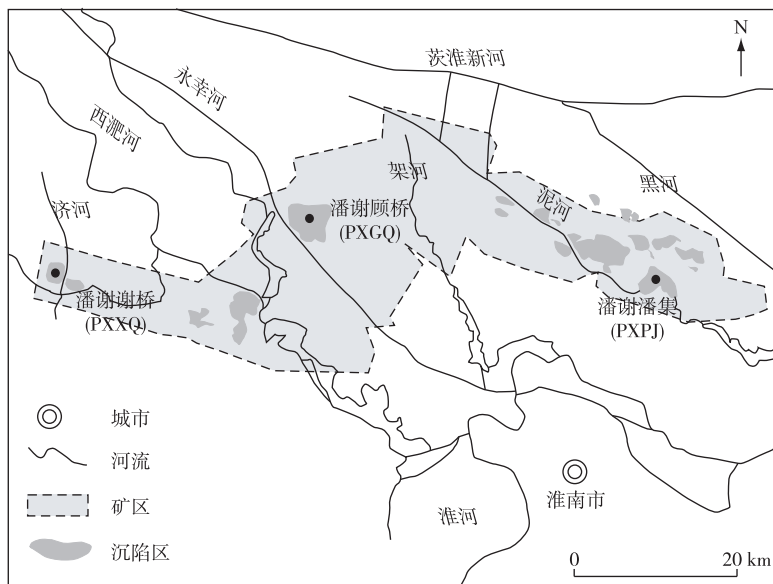 N
茨淮新河
永幸河
西淝河
架河
黑河
泥河
济河
潘谢顾桥
(PXGQ)
潘谢谢桥
(PXXQ)
潘谢潘集
(PXPJ)
城市
河流
矿区
沉陷区
淮南市
淮河
0 20 km